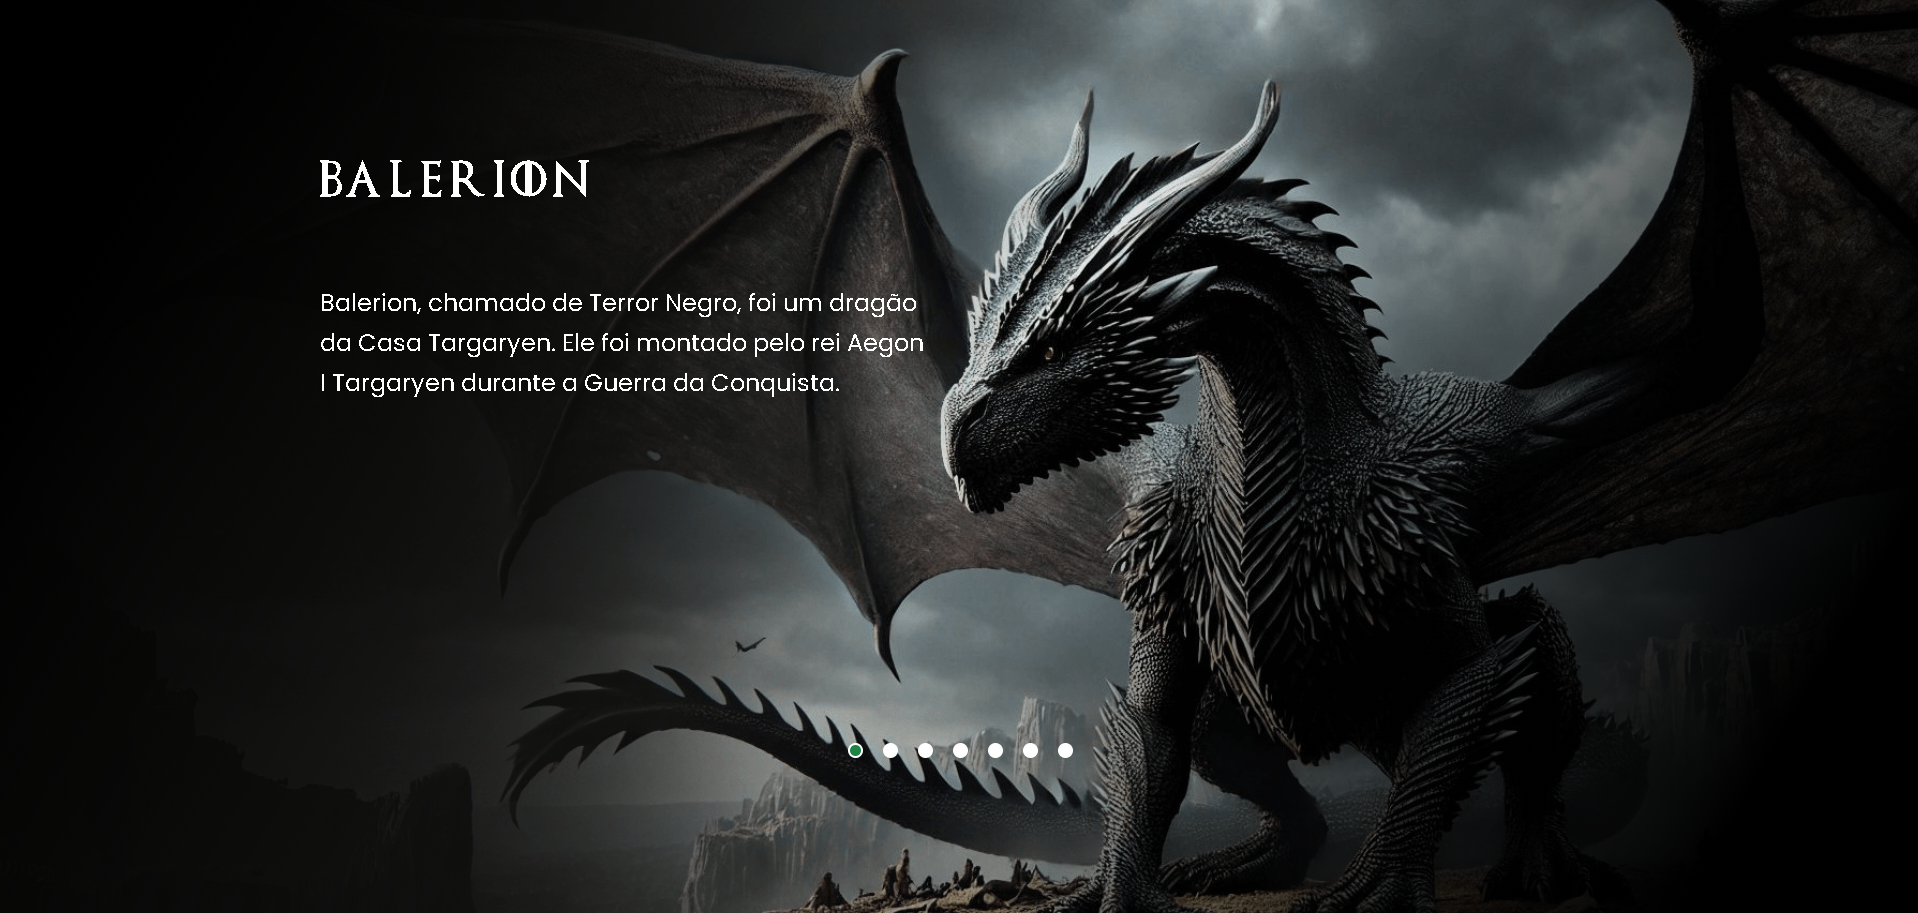 BALERION
Balerion, chamado de Terror Negro, foi um dragão
da Casa Targaryen. Ele foi montado pelo rei Aegon
I Targaryen durante a Guerra da Conquista.